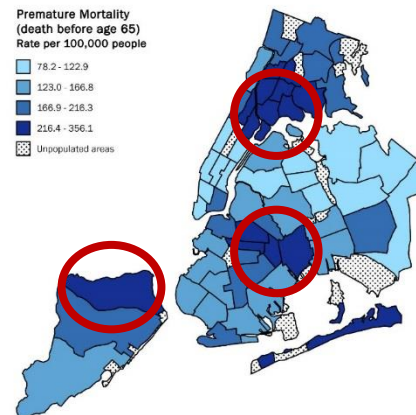 Premature Mortality
(death before age 65)
Rate per 100,000 people
78.2 - 122.9
123.0 - 166.8
166.9 - 216.3
216.4 - 356.1
Unpopulated areas